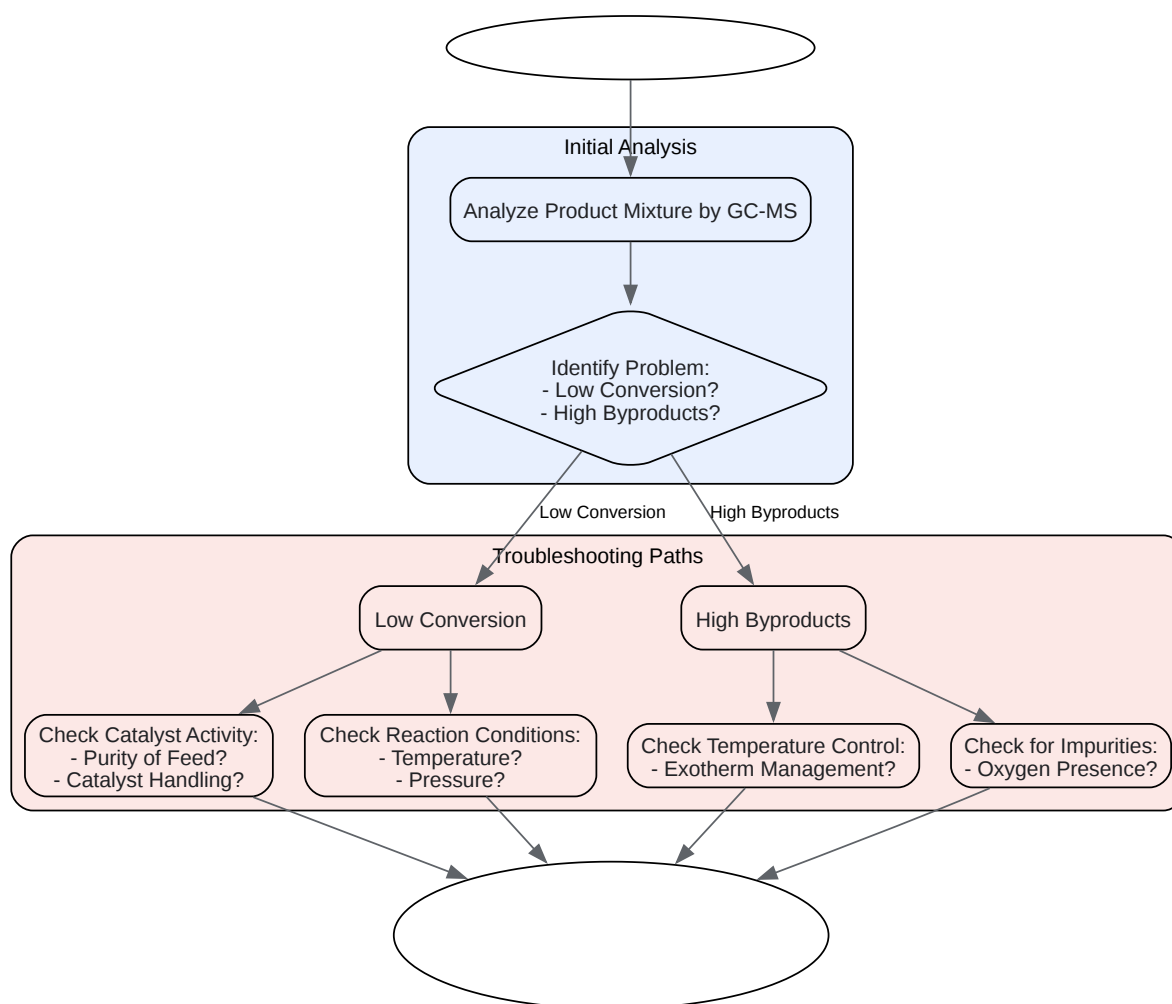 Initial Analysis
Analyze Product Mixture by GC-MS
Identify Problem:
- Low Conversion?
- High Byproducts?
Low Conversion
High Byproducts
Troubleshooting Paths
Low Conversion
High Byproducts
Check Catalyst Activity:
- Purity of Feed?
- Catalyst Handling?
Check Reaction Conditions:
- Temperature?
- Pressure?
Check Temperature Control:
- Exotherm Management?
Check for Impurities:
- Oxygen Presence?